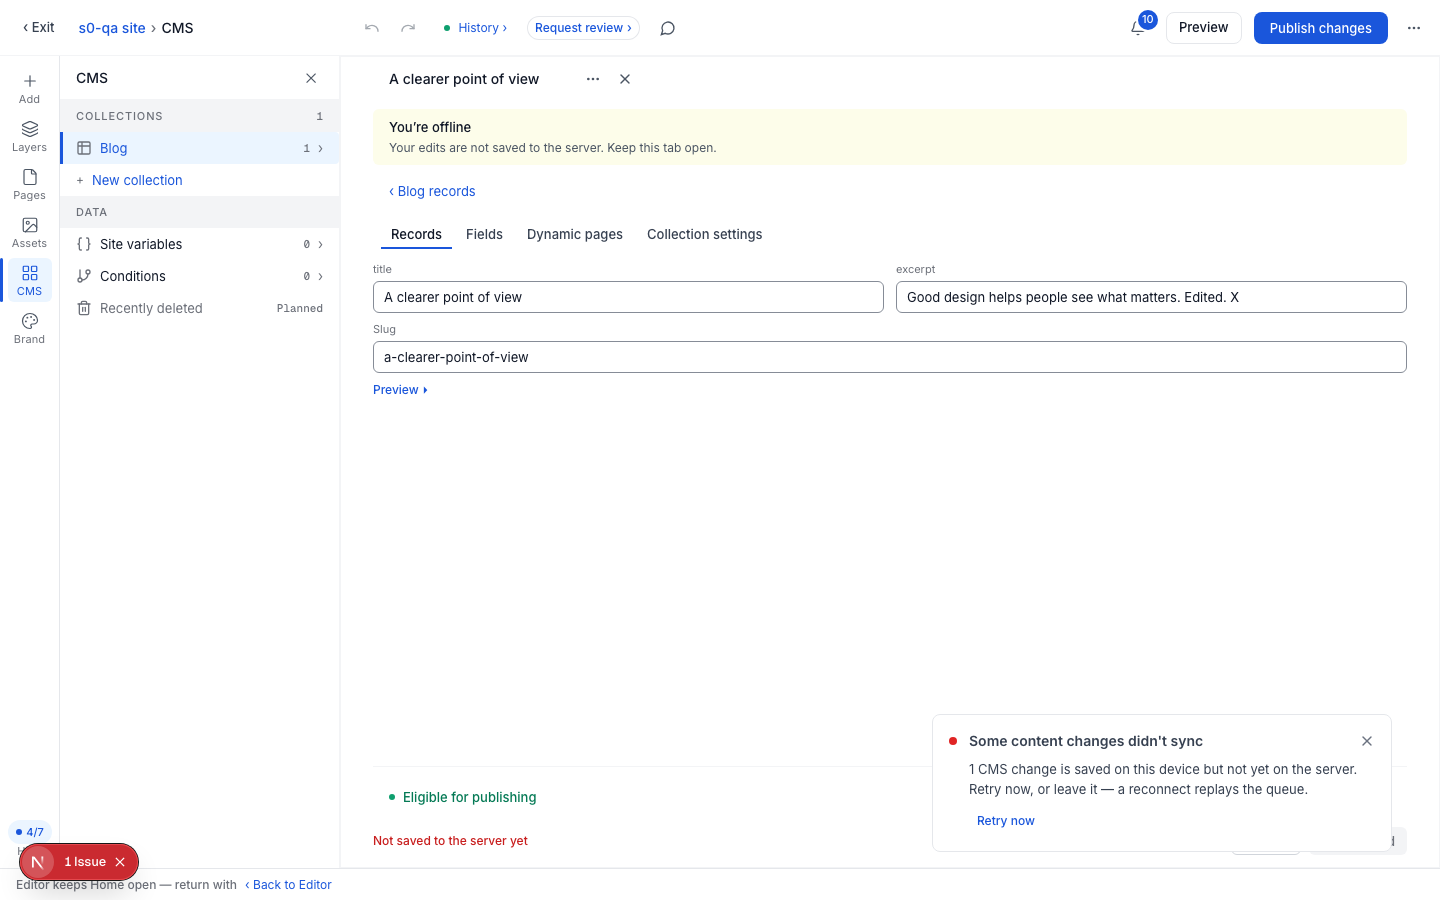 ‹ Exit
s0-qa site › CMS
History ›
Request review ›
10
Preview
Publish changes
Add
Layers
Pages
Assets
CMS
Brand
4/7
CMS
COLLECTIONS 1
Blog 1 ›
+ New collection
DATA
Site variables 0 ›
Conditions 0 ›
Recently deleted Planned
A clearer point of view
You’re offline
Your edits are not saved to the server. Keep this tab open.
‹ Blog records
Records Fields Dynamic pages Collection settings
title
A clearer point of view
excerpt
Good design helps people see what matters. Edited. X
Slug
a-clearer-point-of-view
Preview
Eligible for publishing
Not saved to the server yet
Some content changes didn't sync
1 CMS change is saved on this device but not yet on the server.
Retry now, or leave it — a reconnect replays the queue.
Retry now
N 1 Issue
Editor keeps Home open — return with ‹ Back to Editor